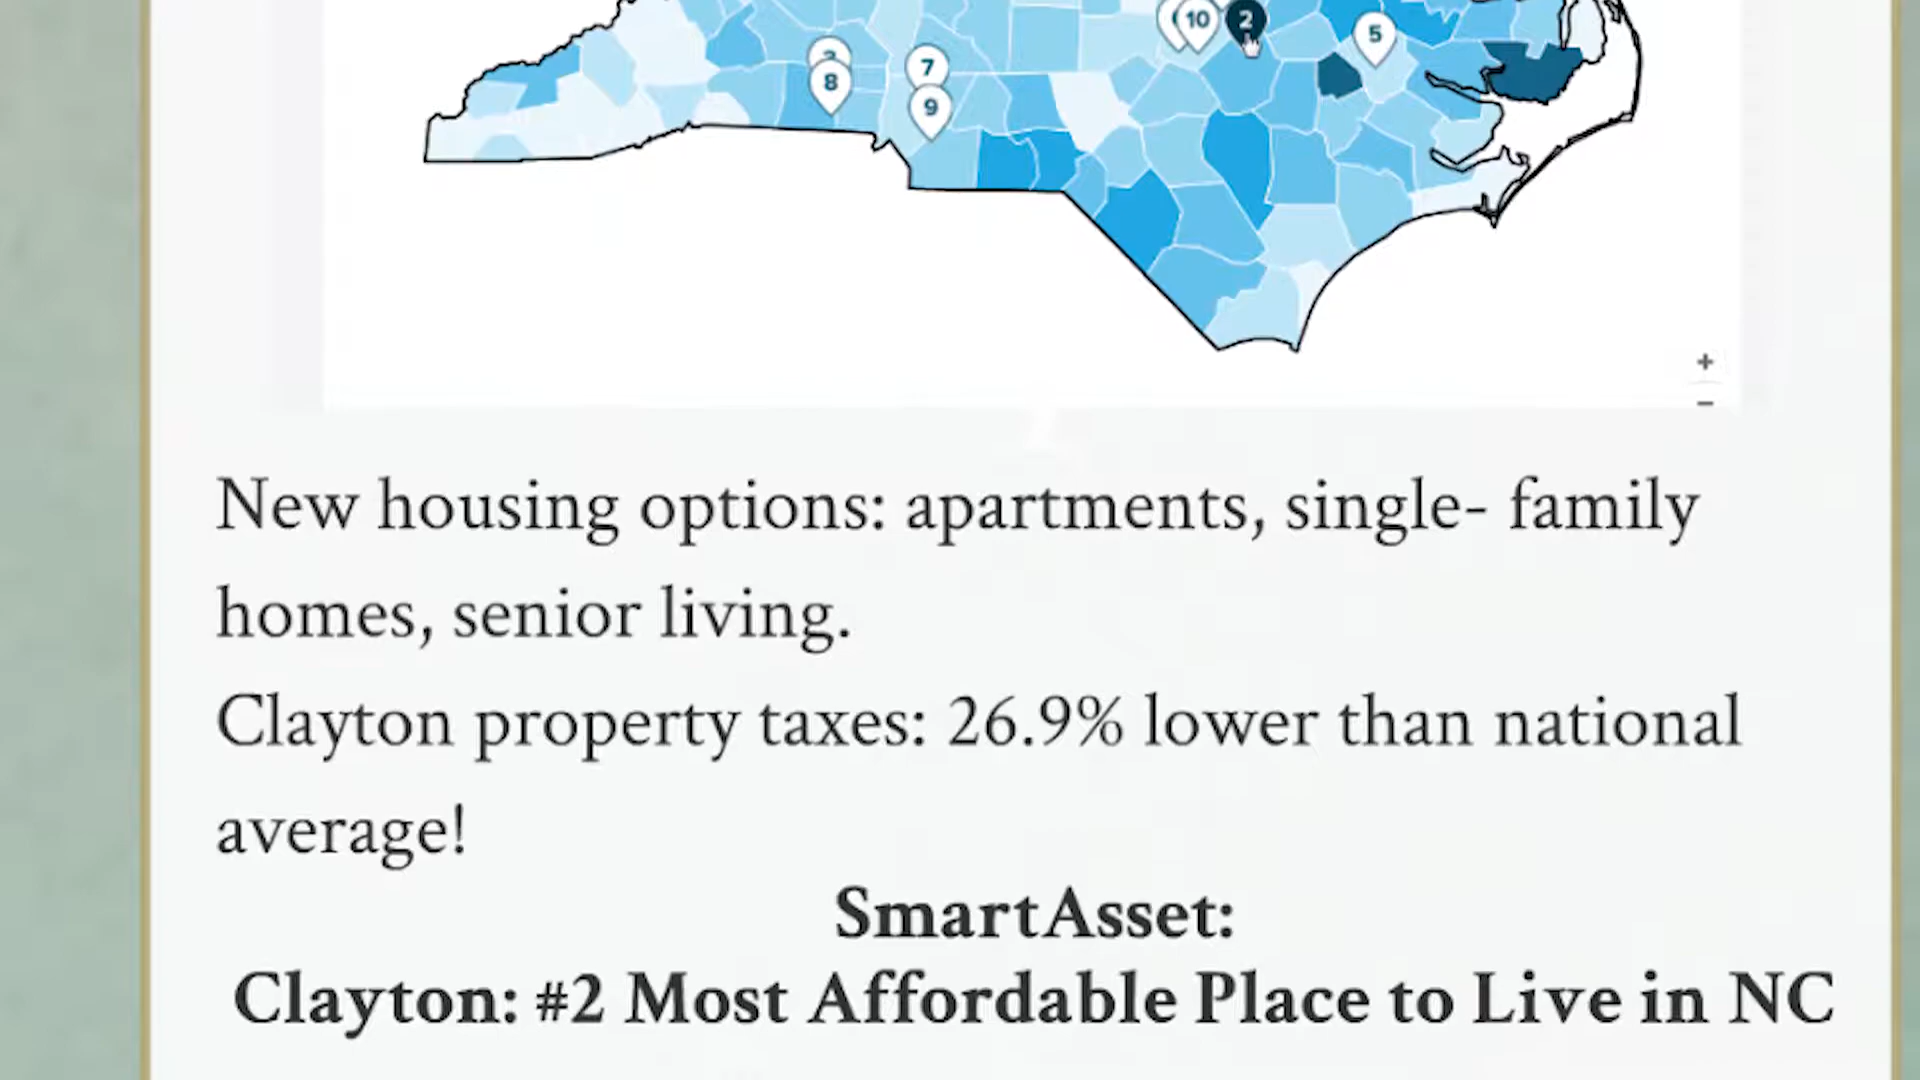 10
2
5
7
8
9
+
−
New housing options: apartments, single- family
homes, senior living.
Clayton property taxes: 26.9% lower than national
average!
SmartAsset:
Clayton: #2 Most Affordable Place to Live in NC